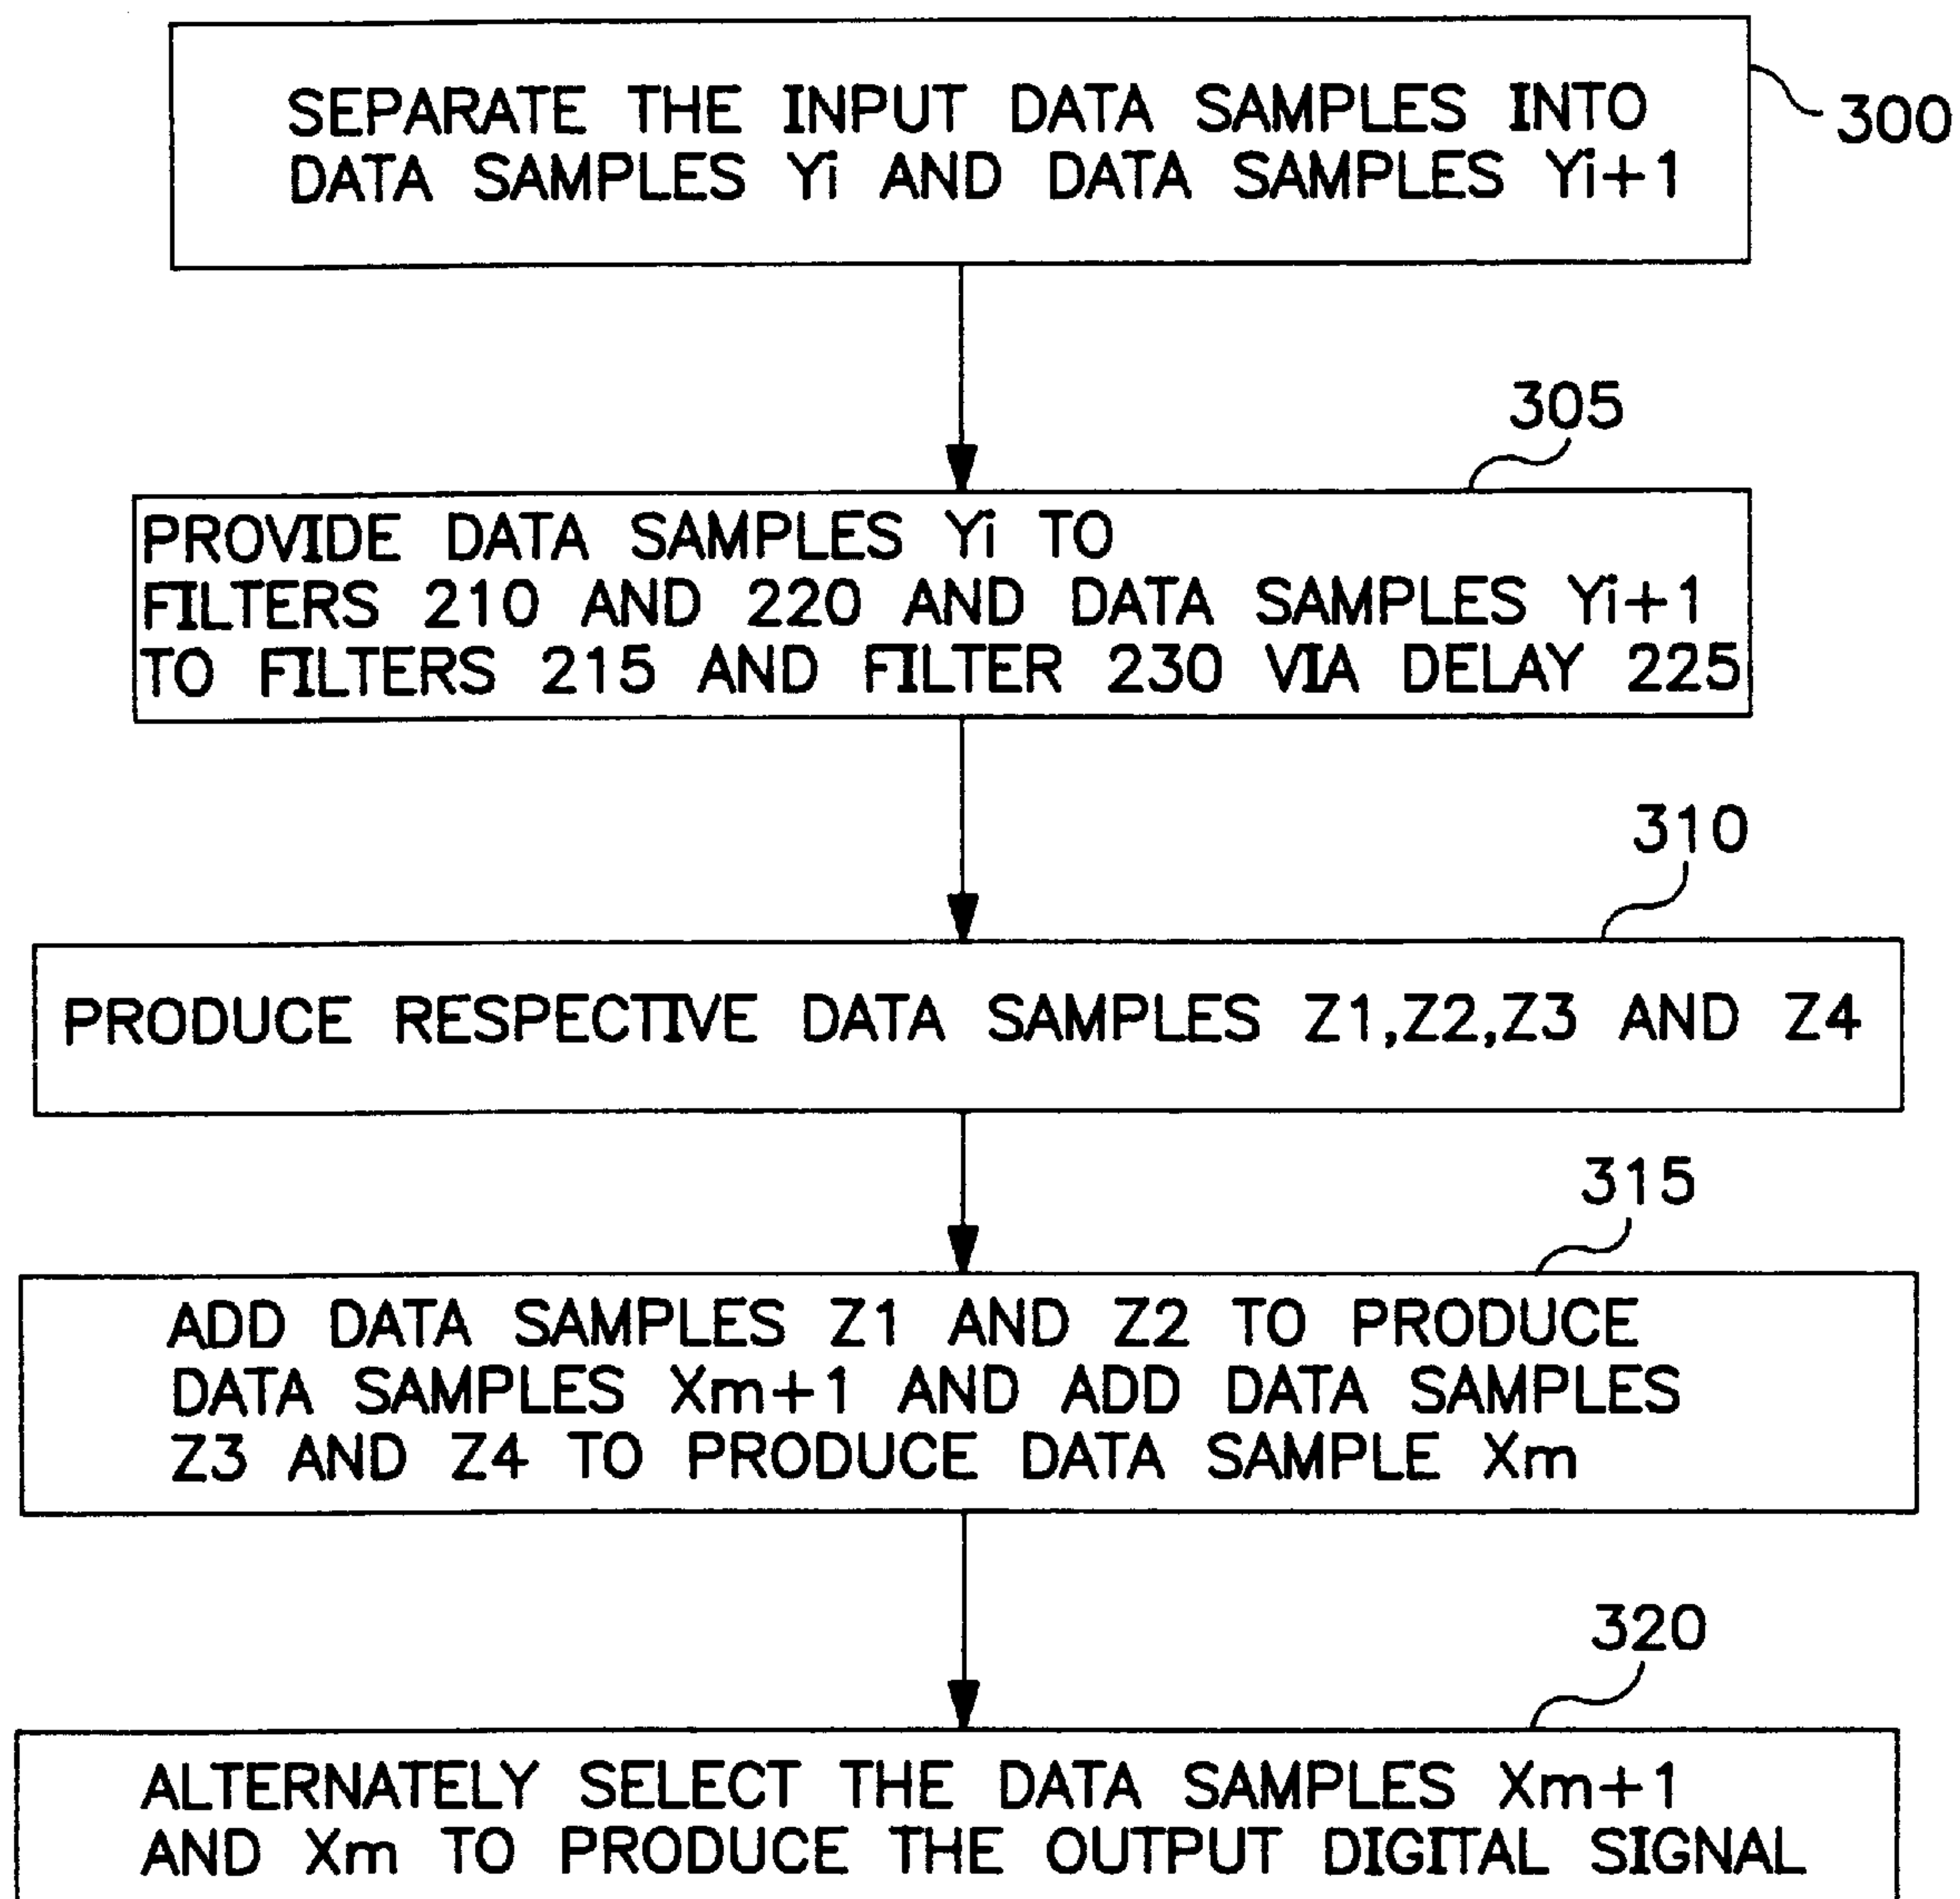 SEPARATE THE INPUT DATA SAMPLES INTO
DATA SAMPLES Yi AND DATA SAMPLES Yi+1
300
305
PROVIDE DATA SAMPLES Yi TO
FILTERS 210 AND 220 AND DATA SAMPLES Yi+1
TO FILTERS 215 AND FILTER 230 VIA DELAY 225
310
PRODUCE RESPECTIVE DATA SAMPLES Z1,Z2,Z3 AND Z4
315
ADD DATA SAMPLES Z1 AND Z2 TO PRODUCE
DATA SAMPLES Xm+1 AND ADD DATA SAMPLES
Z3 AND Z4 TO PRODUCE DATA SAMPLE Xm
320
ALTERNATELY SELECT THE DATA SAMPLES Xm+1
AND Xm TO PRODUCE THE OUTPUT DIGITAL SIGNAL